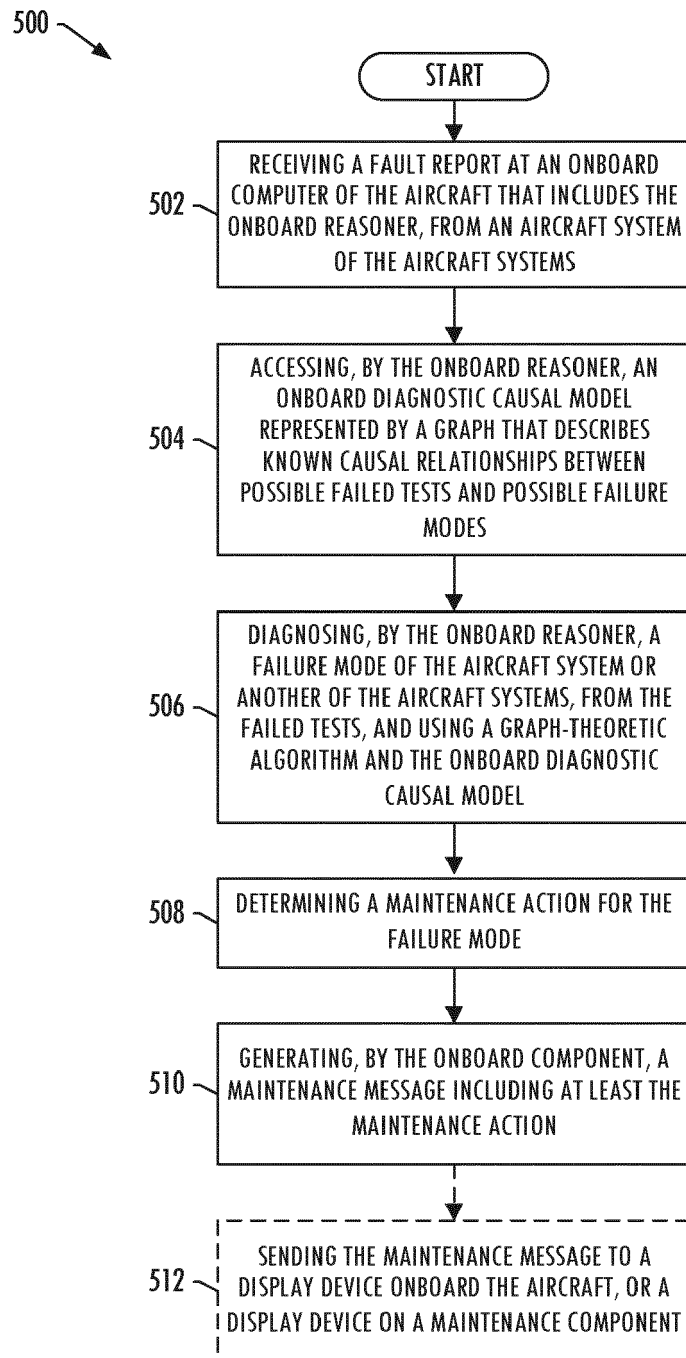 500
START
502
RECEIVING A FAULT REPORT AT AN ONBOARD
COMPUTER OF THE AIRCRAFT THAT INCLUDES THE
ONBOARD REASONER, FROM AN AIRCRAFT SYSTEM
OF THE AIRCRAFT SYSTEMS
504
ACCESSING, BY THE ONBOARD REASONER, AN
ONBOARD DIAGNOSTIC CAUSAL MODEL
REPRESENTED BY A GRAPH THAT DESCRIBES
KNOWN CAUSAL RELATIONSHIPS BETWEEN
POSSIBLE FAILED TESTS AND POSSIBLE FAILURE
MODES
506
DIAGNOSING, BY THE ONBOARD REASONER, A
FAILURE MODE OF THE AIRCRAFT SYSTEM OR
ANOTHER OF THE AIRCRAFT SYSTEMS, FROM THE
FAILED TESTS, AND USING A GRAPH-THEORETIC
ALGORITHM AND THE ONBOARD DIAGNOSTIC
CAUSAL MODEL
508
DETERMINING A MAINTENANCE ACTION FOR THE
FAILURE MODE
510
GENERATING, BY THE ONBOARD COMPONENT, A
MAINTENANCE MESSAGE INCLUDING AT LEAST THE
MAINTENANCE ACTION
512
SENDING THE MAINTENANCE MESSAGE TO A
DISPLAY DEVICE ONBOARD THE AIRCRAFT, OR A
DISPLAY DEVICE ON A MAINTENANCE COMPONENT